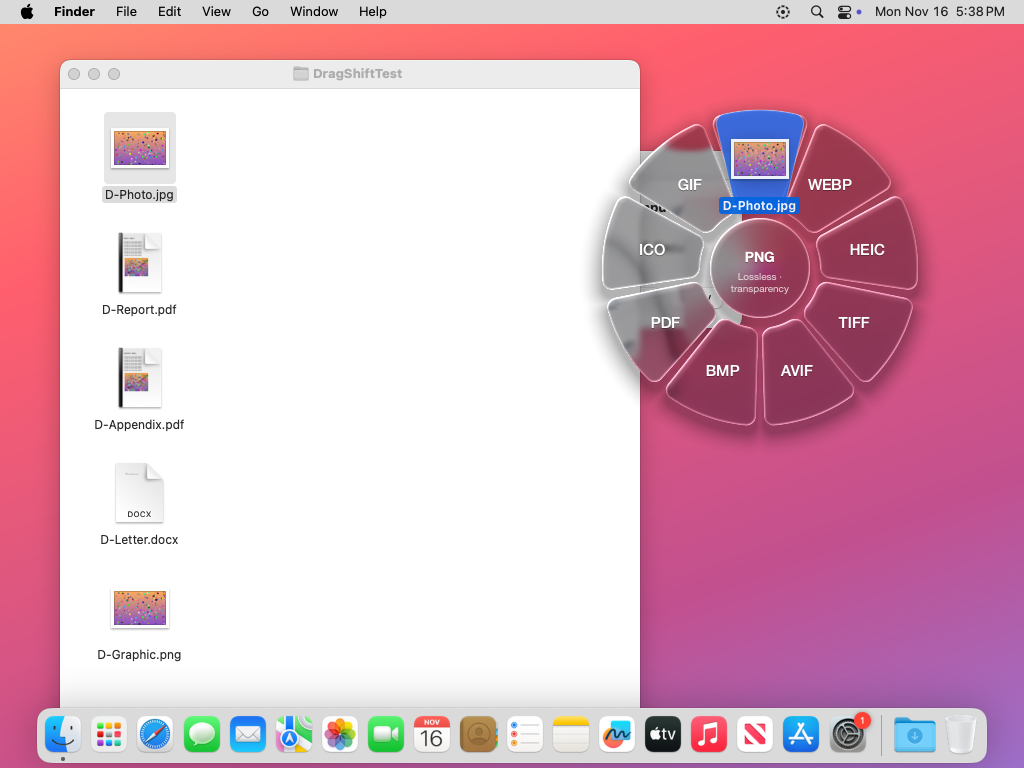 Finder File Edit View Go Window Help Mon Nov 16 5:38 PM
DragShiftTest
D-Photo.jpg
D-Report.pdf
D-Appendix.pdf
DOCX
D-Letter.docx
D-Graphic.png
D-Photo.jpg
WEBP
HEIC
TIFF
AVIF
BMP
PDF
ICO
GIF
PNG
Lossless ·
transparency
NOV
16
tv
1